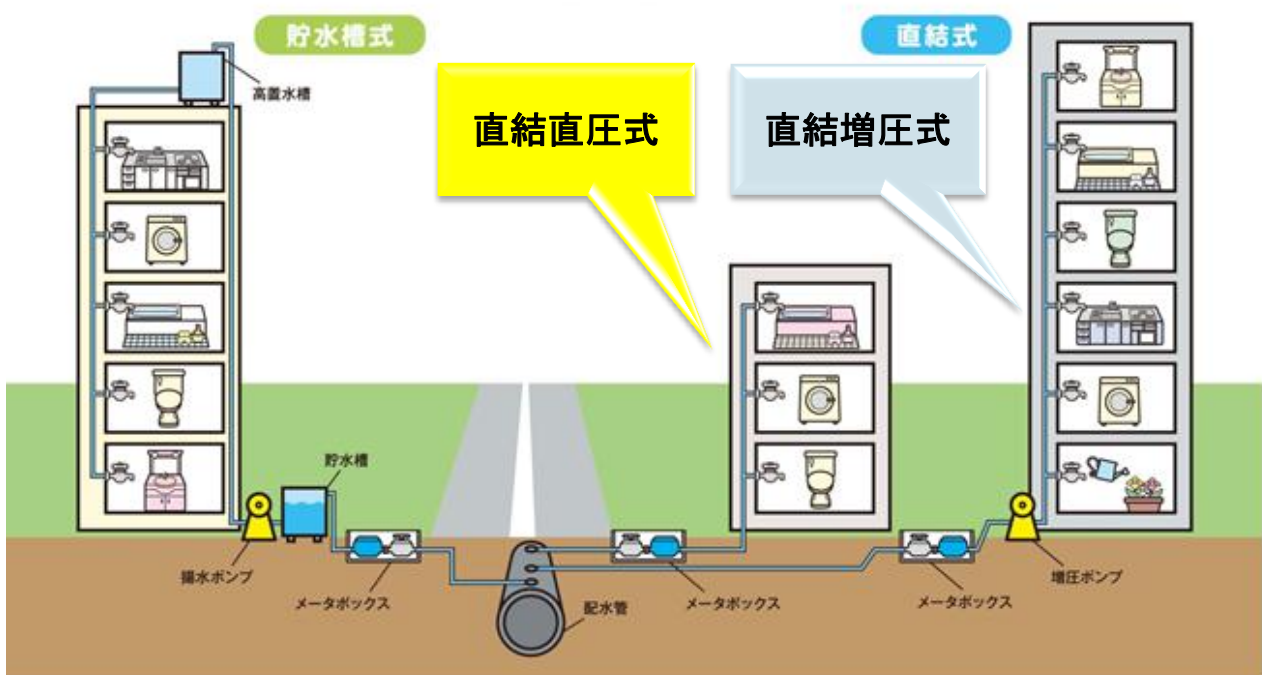 貯水槽式
直結式
高置水槽
直結直圧式
直結増圧式
貯水槽
揚水ポンプ
メータボックス
配水管
メータボックス
メータボックス
増圧ポンプ